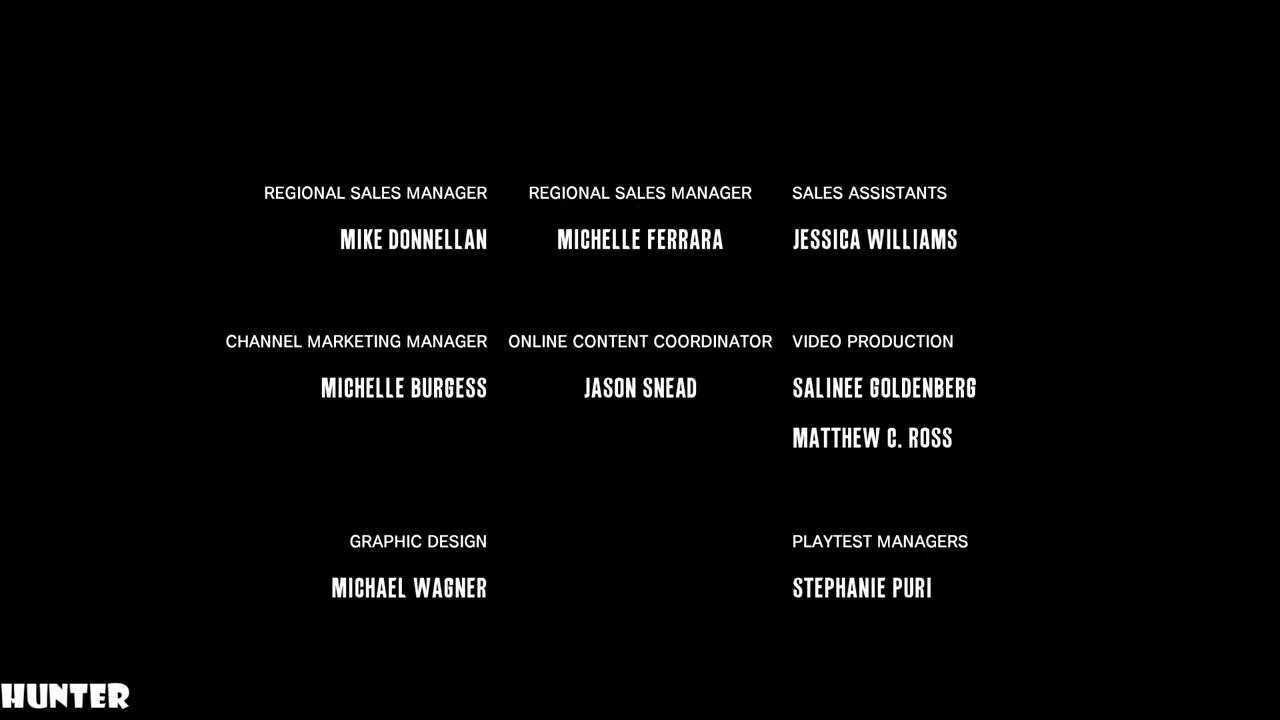 REGIONAL SALES MANAGER
MIKE DONNELLAN
REGIONAL SALES MANAGER
MICHELLE FERRARA
SALES ASSISTANTS
JESSICA WILLIAMS
CHANNEL MARKETING MANAGER
MICHELLE BURGESS
ONLINE CONTENT COORDINATOR
JASON SNEAD
VIDEO PRODUCTION
SALINEE GOLDENBERG
MATTHEW C. ROSS
GRAPHIC DESIGN
MICHAEL WAGNER
PLAYTEST MANAGERS
STEPHANIE PURI
HUNTER